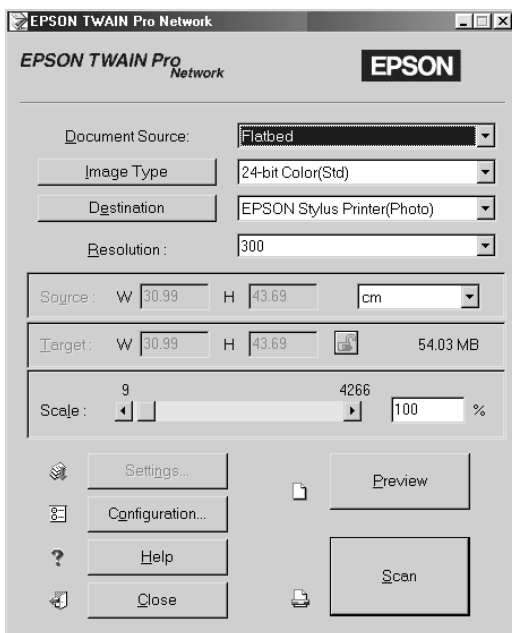 EPSON TWAIN Pro Network
EPSON TWAIN Pro
Network
EPSON
Document Source: Flatbed
Image Type 24-bit Color(Std)
Destination EPSON Stylus Printer(Photo)
Resolution : 300
Source : W 30.99 H 43.69 cm
Target : W 30.99 H 43.69 54.03 MB
9 4266
Scale : 100 %
Settings...
Preview
Configuration...
Help
Scan
Close